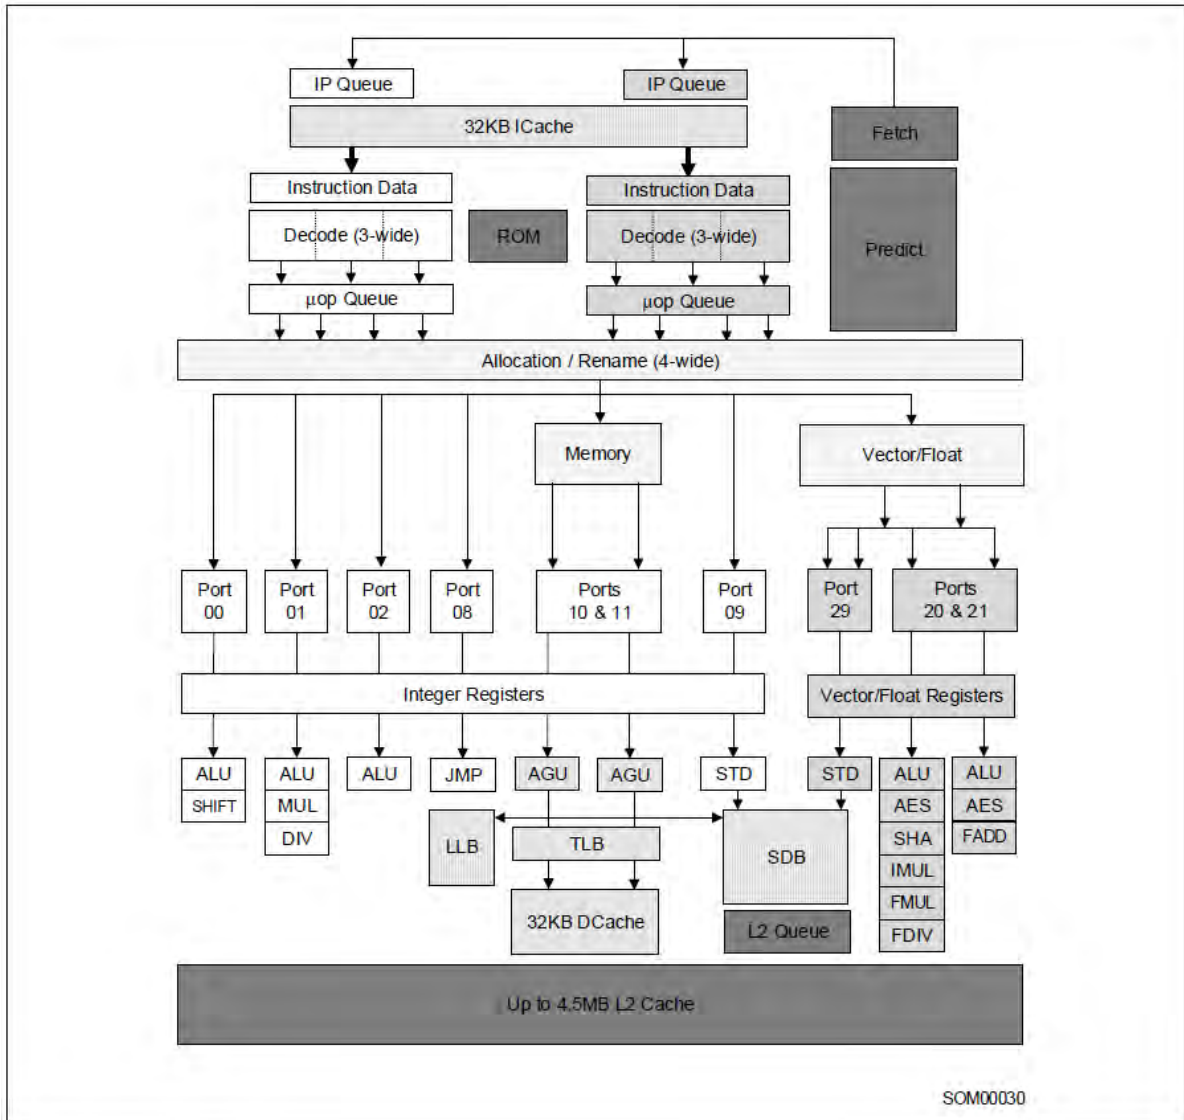 IP Queue
IP Queue
32KB ICache
Fetch
Instruction Data
Instruction Data
Decode (3-wide)
ROM
Decode (3-wide)
Predict
μop Queue
μop Queue
Allocation / Rename (4-wide)
Memory
Vector/Float
Port
00
Port
01
Port
02
Port
08
Ports
10 & 11
Port
09
Port
29
Ports
20 & 21
Integer Registers
Vector/Float Registers
ALU
SHIFT
ALU
MUL
DIV
ALU
JMP
AGU
AGU
STD
STD
ALU
AES
SHA
IMUL
FMUL
FDIV
ALU
AES
FADD
LLB
TLB
SDB
32KB DCache
L2 Queue
Up to 4.5MB L2 Cache
SOM00030